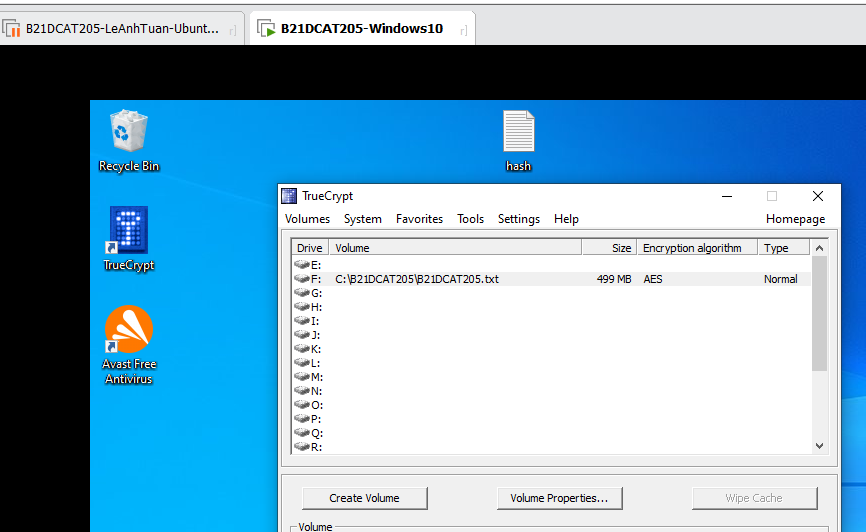 B21DCAT205-LeAnhTuan-Ubunt...
B21DCAT205-Windows10
Recycle Bin
hash
TrueCrypt
Volumes System Favorites Tools Settings Help Homepage
Drive Volume Size Encryption algorithm Type
E:
F: C:\B21DCAT205\B21DCAT205.txt 499 MB AES Normal
G:
H:
I:
J:
K:
L:
M:
N:
O:
P:
Q:
R:
TrueCrypt
Avast Free
Antivirus
Create Volume Volume Properties... Wipe Cache
Volume